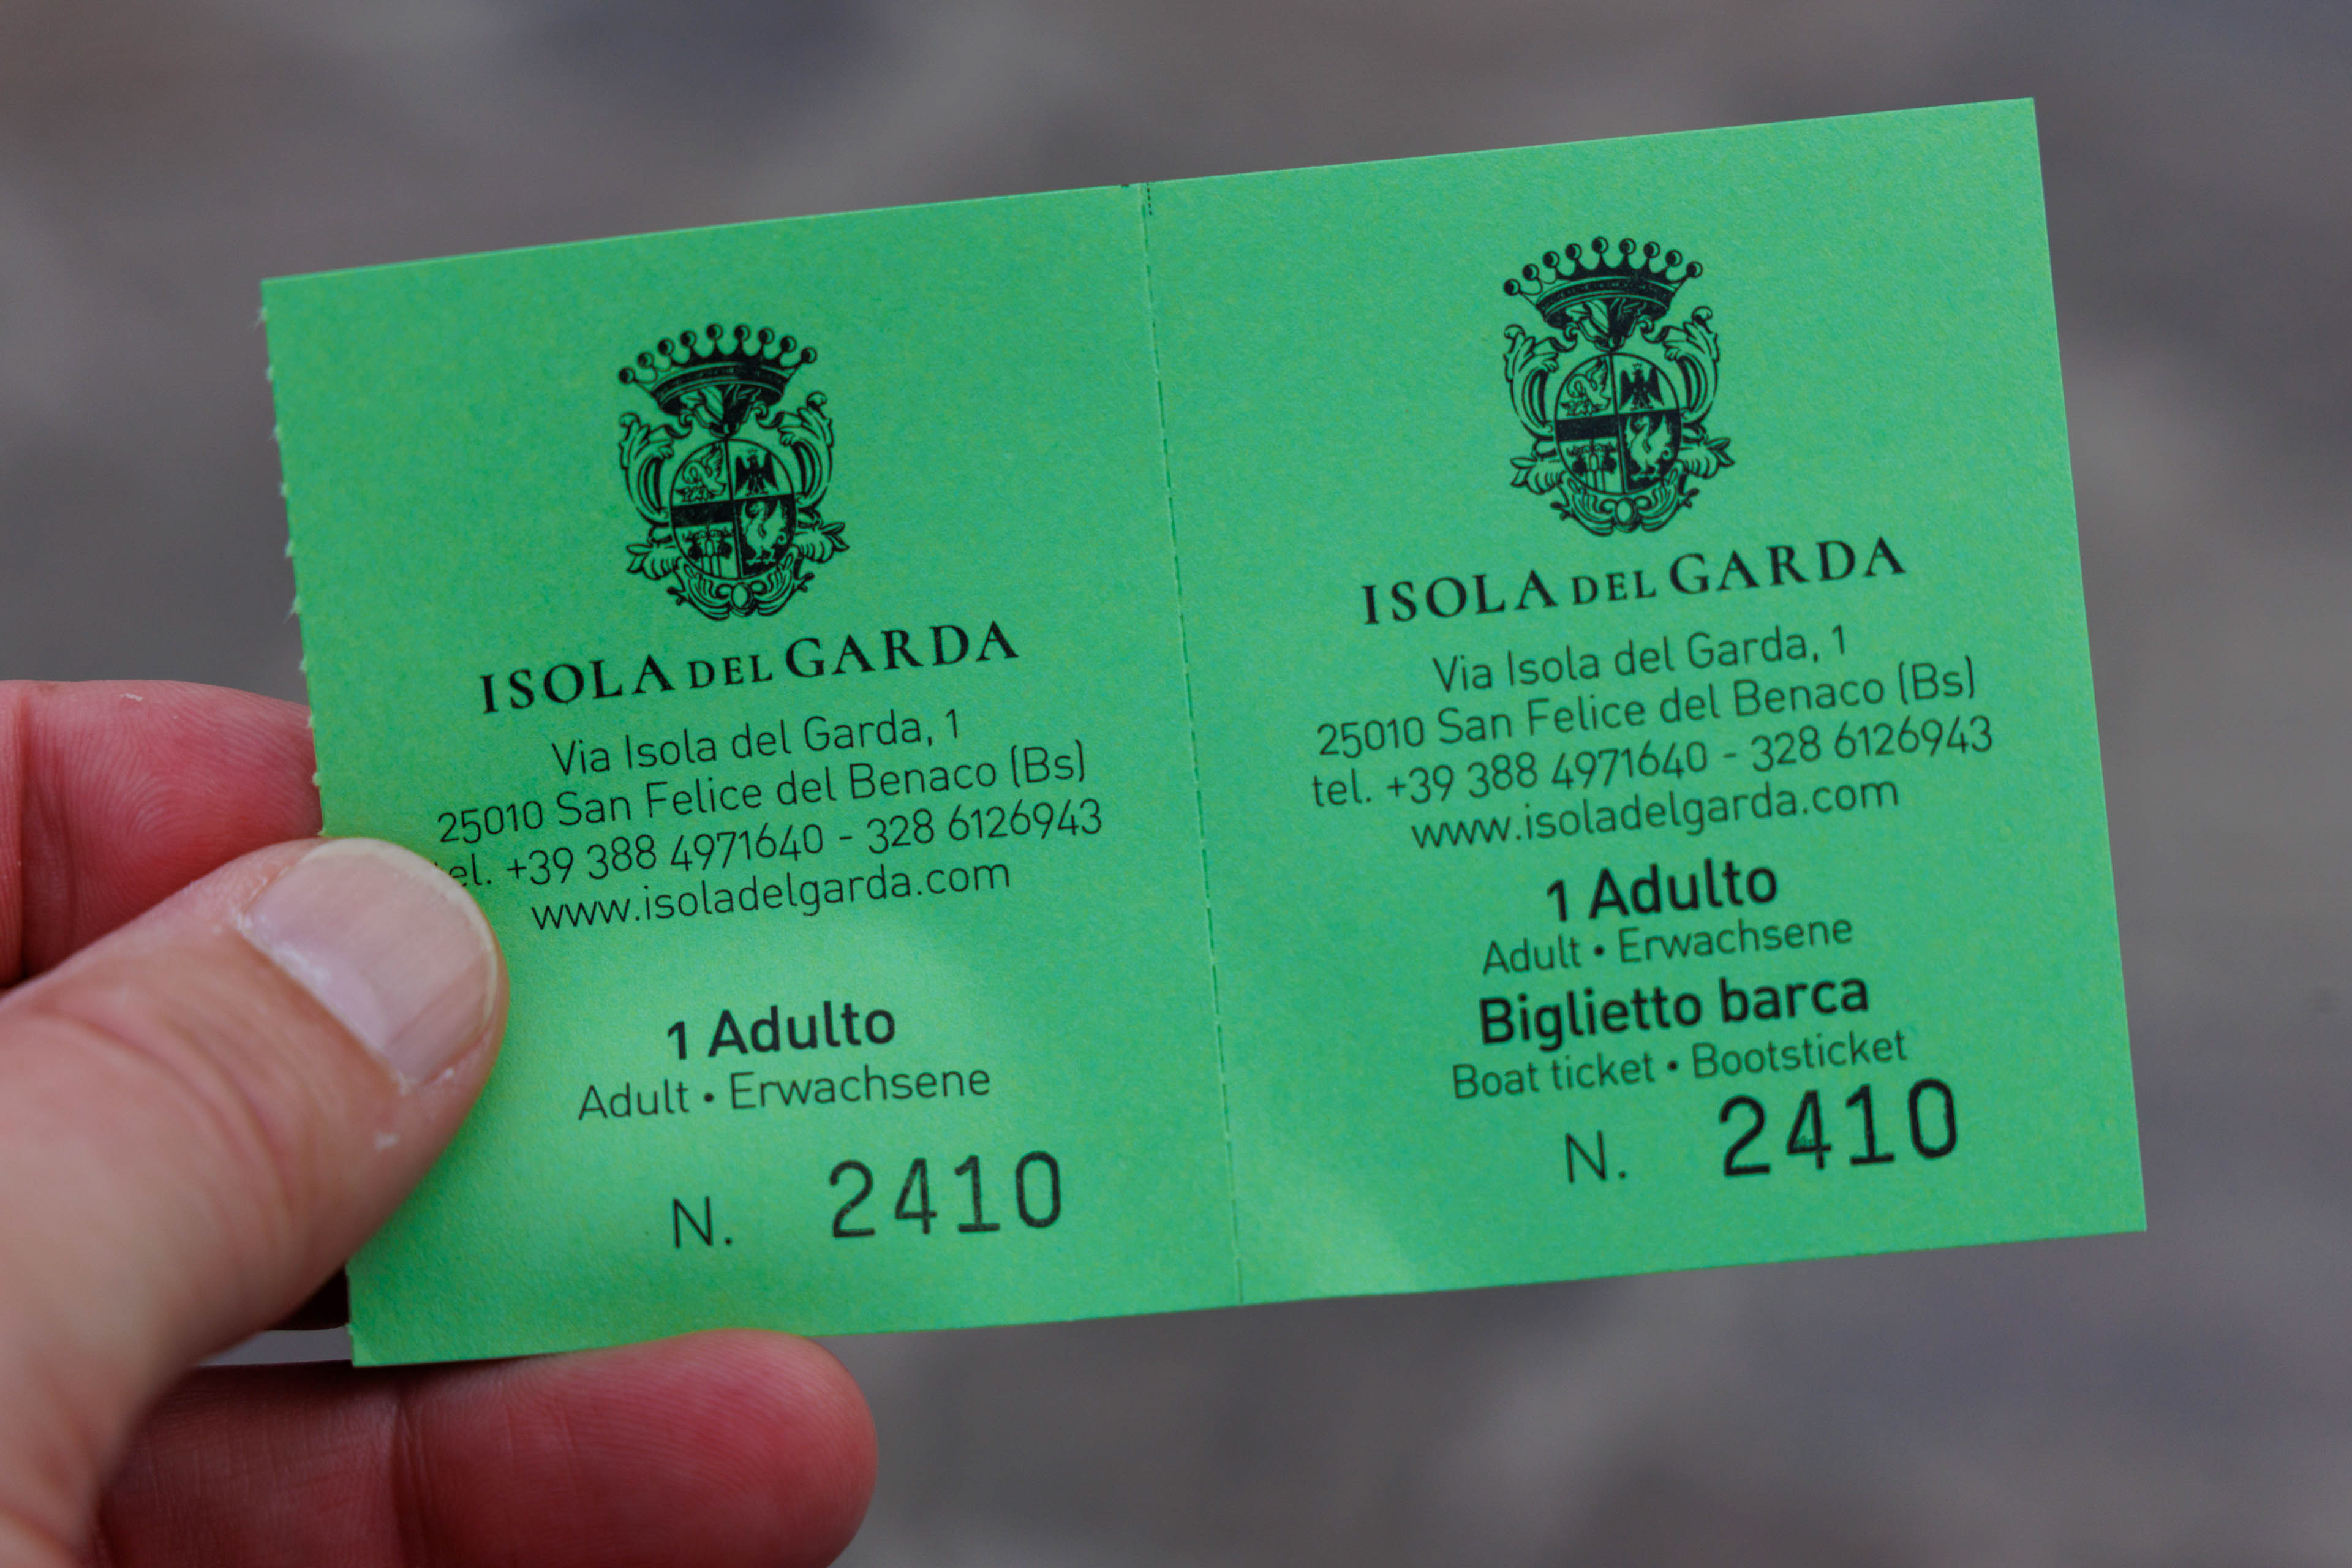 ISOLA DEL GARDA
Via Isola del Garda, 1
25010 San Felice del Benaco (Bs)
tel. +39 388 4971640 - 328 6126943
www.isoladelgarda.com
1 Adulto
Adult • Erwachsene
N. 2410
ISOLA DEL GARDA
Via Isola del Garda, 1
25010 San Felice del Benaco (Bs)
tel. +39 388 4971640 - 328 6126943
www.isoladelgarda.com
1 Adulto
Adult • Erwachsene
Biglietto barca
Boat ticket • Bootsticket
N. 2410